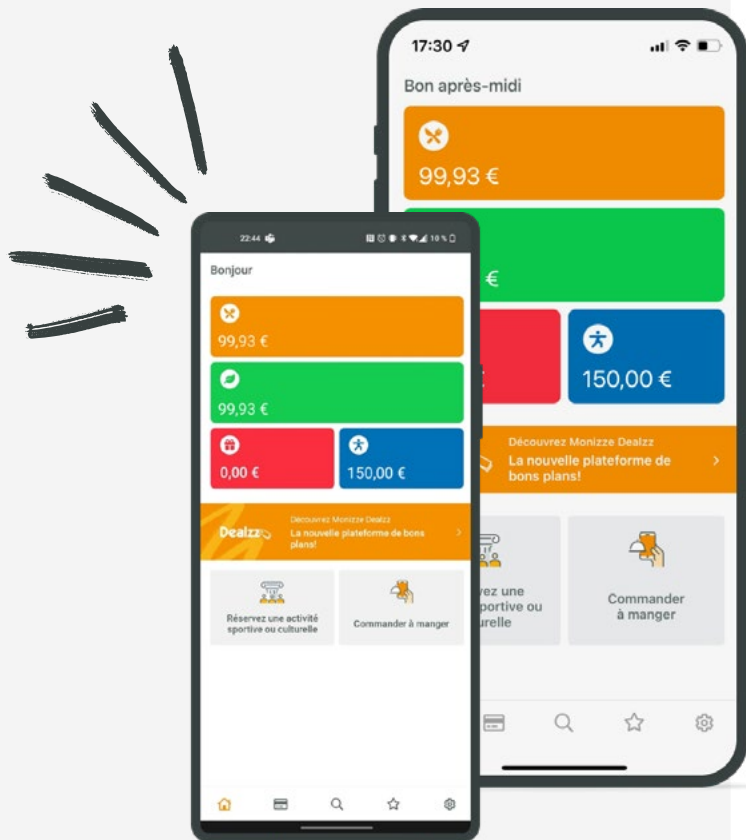 17:30
Bon après-midi
99,93 €
€
150,00 €
Découvrez Monizze Dealzz
La nouvelle plateforme de
bons plans!
vez une
portive ou
urelle
Commander
à manger
22:44
10 %
Bonjour
99,93 €
99,93 €
0,00 €
150,00 €
Dealzz
Découvrez Monizze Dealzz
La nouvelle plateforme de bons
plans!
Réservez une activité
sportive ou culturelle
Commander à manger